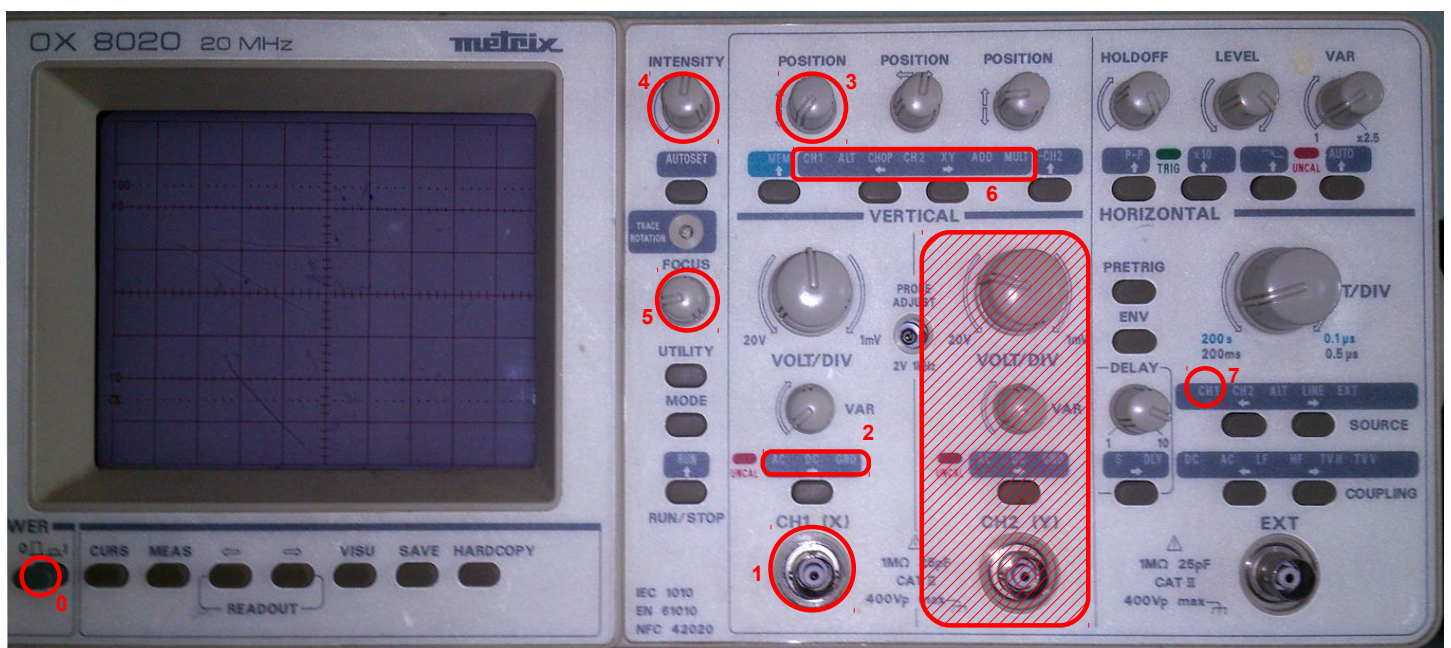 OX 8020 20 MHz metrix
INTENSITY
POSITION
POSITION
POSITION
HOLDOFF
LEVEL
VAR
4
3
1
x2.5
AUTOSET
MEM
CH1 ALT CHOP CH2 XY ADD MULT
-CH2
6
P-P
TRIG
x10
UNCAL
AUTO
VERTICAL
HORIZONTAL
TRACE
ROTATION
FOCUS
5
100
90
10
0%
PROBE
ADJUST
2V 1kHz
20V
1mV
VOLT/DIV
20V
1mV
VOLT/DIV
PRETRIG
ENV
T/DIV
200s
200ms
0.1µs
0.5µs
UTILITY
MODE
VAR
2
VAR
DELAY
1
10
7
CH1 CH2 ALT LINE EXT
SOURCE
RUN
RUN/STOP
UNCAL
AC DC GND
UNCAL
S DLY
DC AC LF HF TVH TVV
COUPLING
CH1 (X)
CH2 (Y)
EXT
1
1MΩ 25pF
CAT II
400Vp max
1MΩ 25pF
CAT II
400Vp max
WER
0 1
0
CURS MEAS VISU SAVE HARDCOPY
READOUT
IEC 1010
EN 61010
NFC 42020